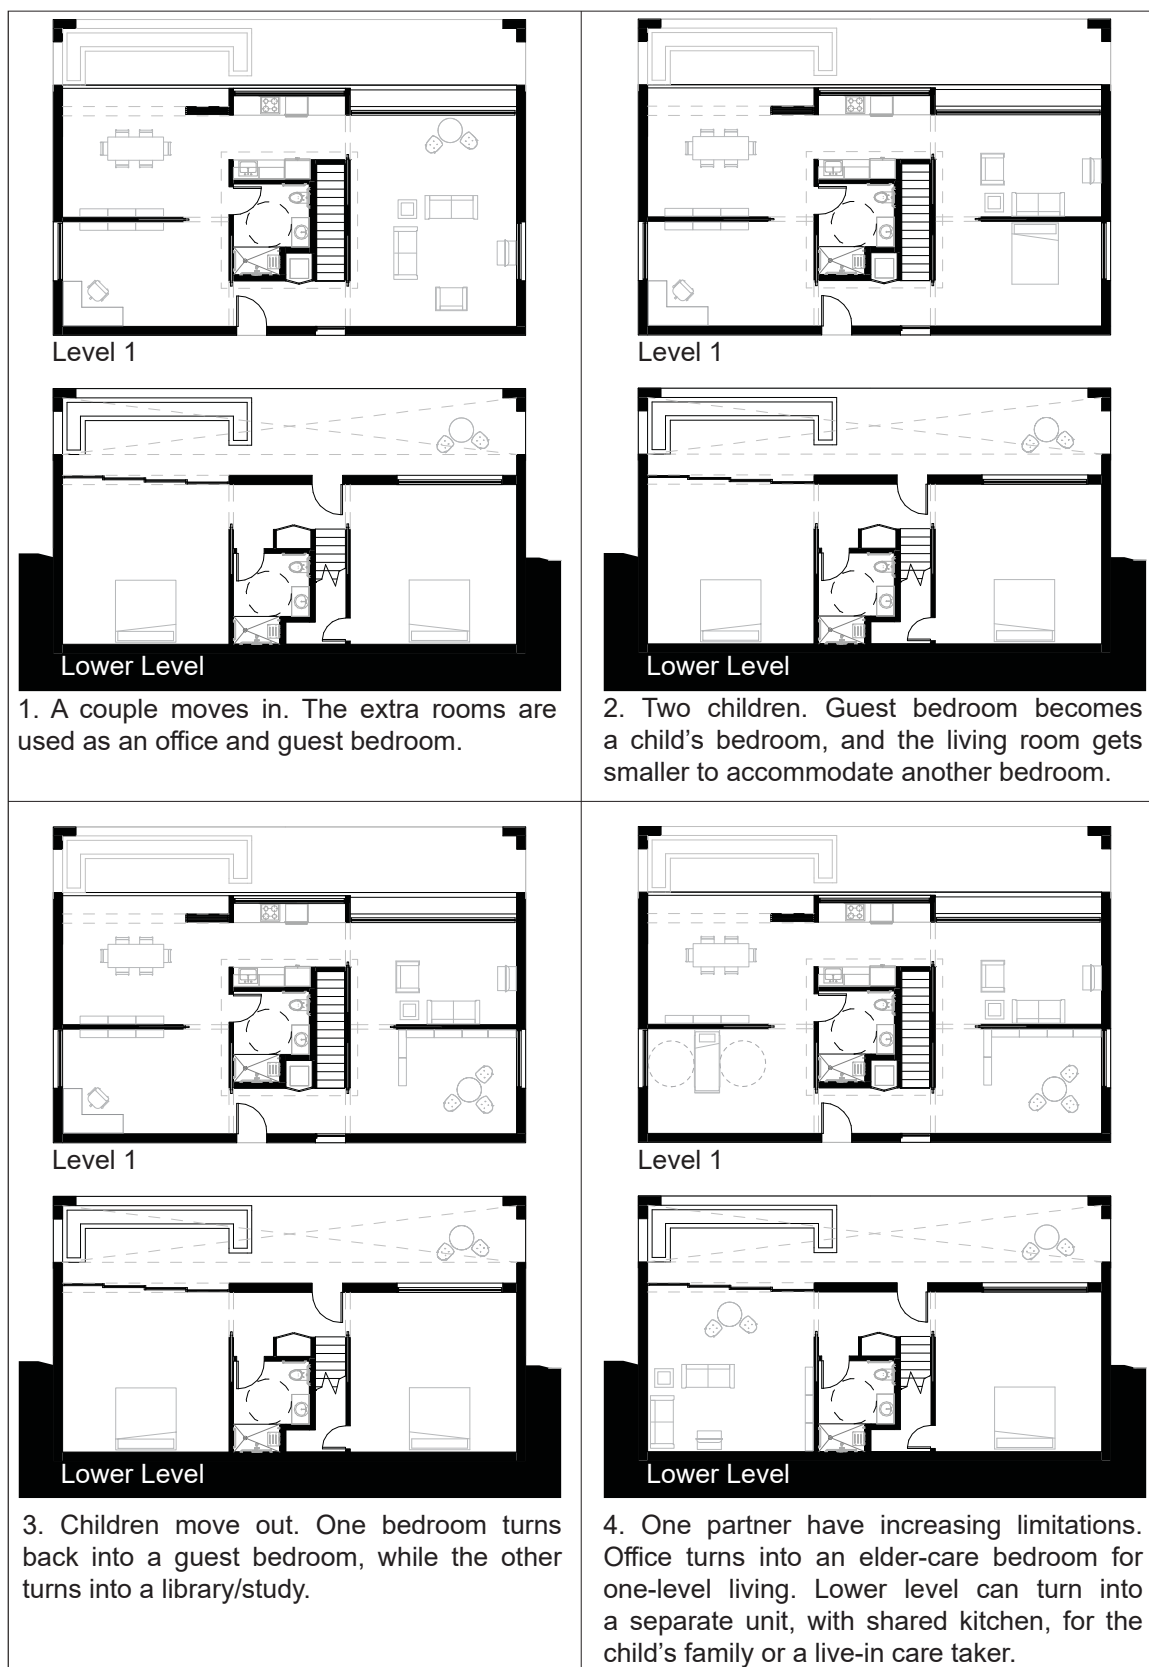 Level 1
Lower Level
1. A couple moves in. The extra rooms are
used as an office and guest bedroom.
Level 1
Lower Level
2. Two children. Guest bedroom becomes
a child's bedroom, and the living room gets
smaller to accommodate another bedroom.
Level 1
Lower Level
3. Children move out. One bedroom turns
back into a guest bedroom, while the other
turns into a library/study.
Level 1
Lower Level
4. One partner have increasing limitations.
Office turns into an elder-care bedroom for
one-level living. Lower level can turn into
a separate unit, with shared kitchen, for the
child's family or a live-in care taker.